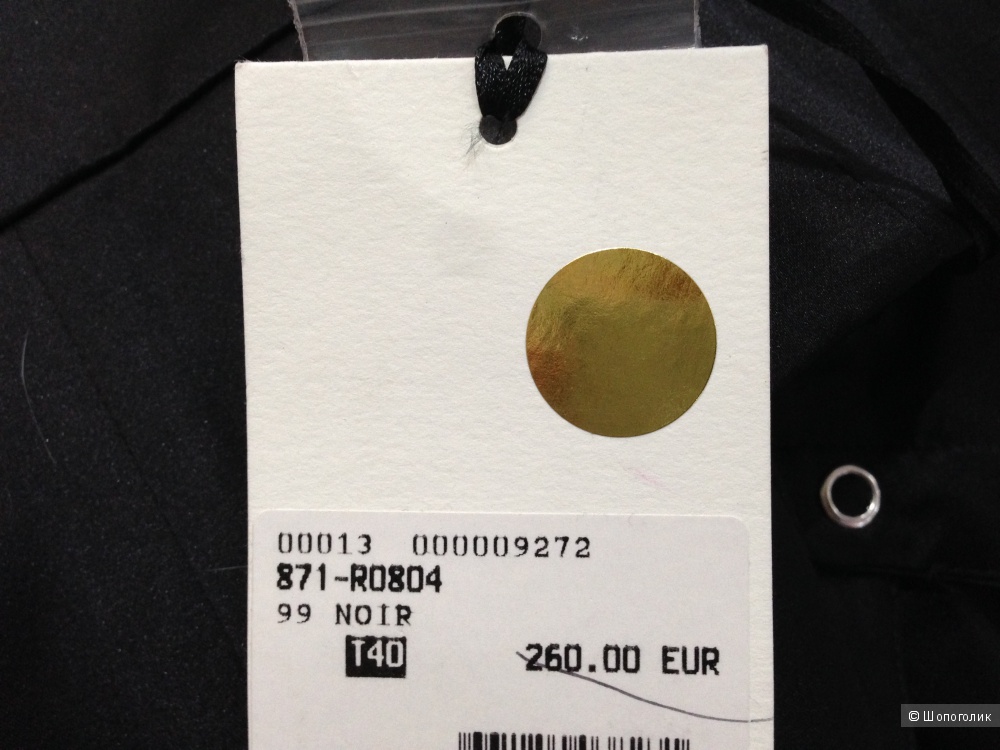 00013 000009272
871-R0804
99 NOIR
T40 260.00 EUR
© Шопоголик